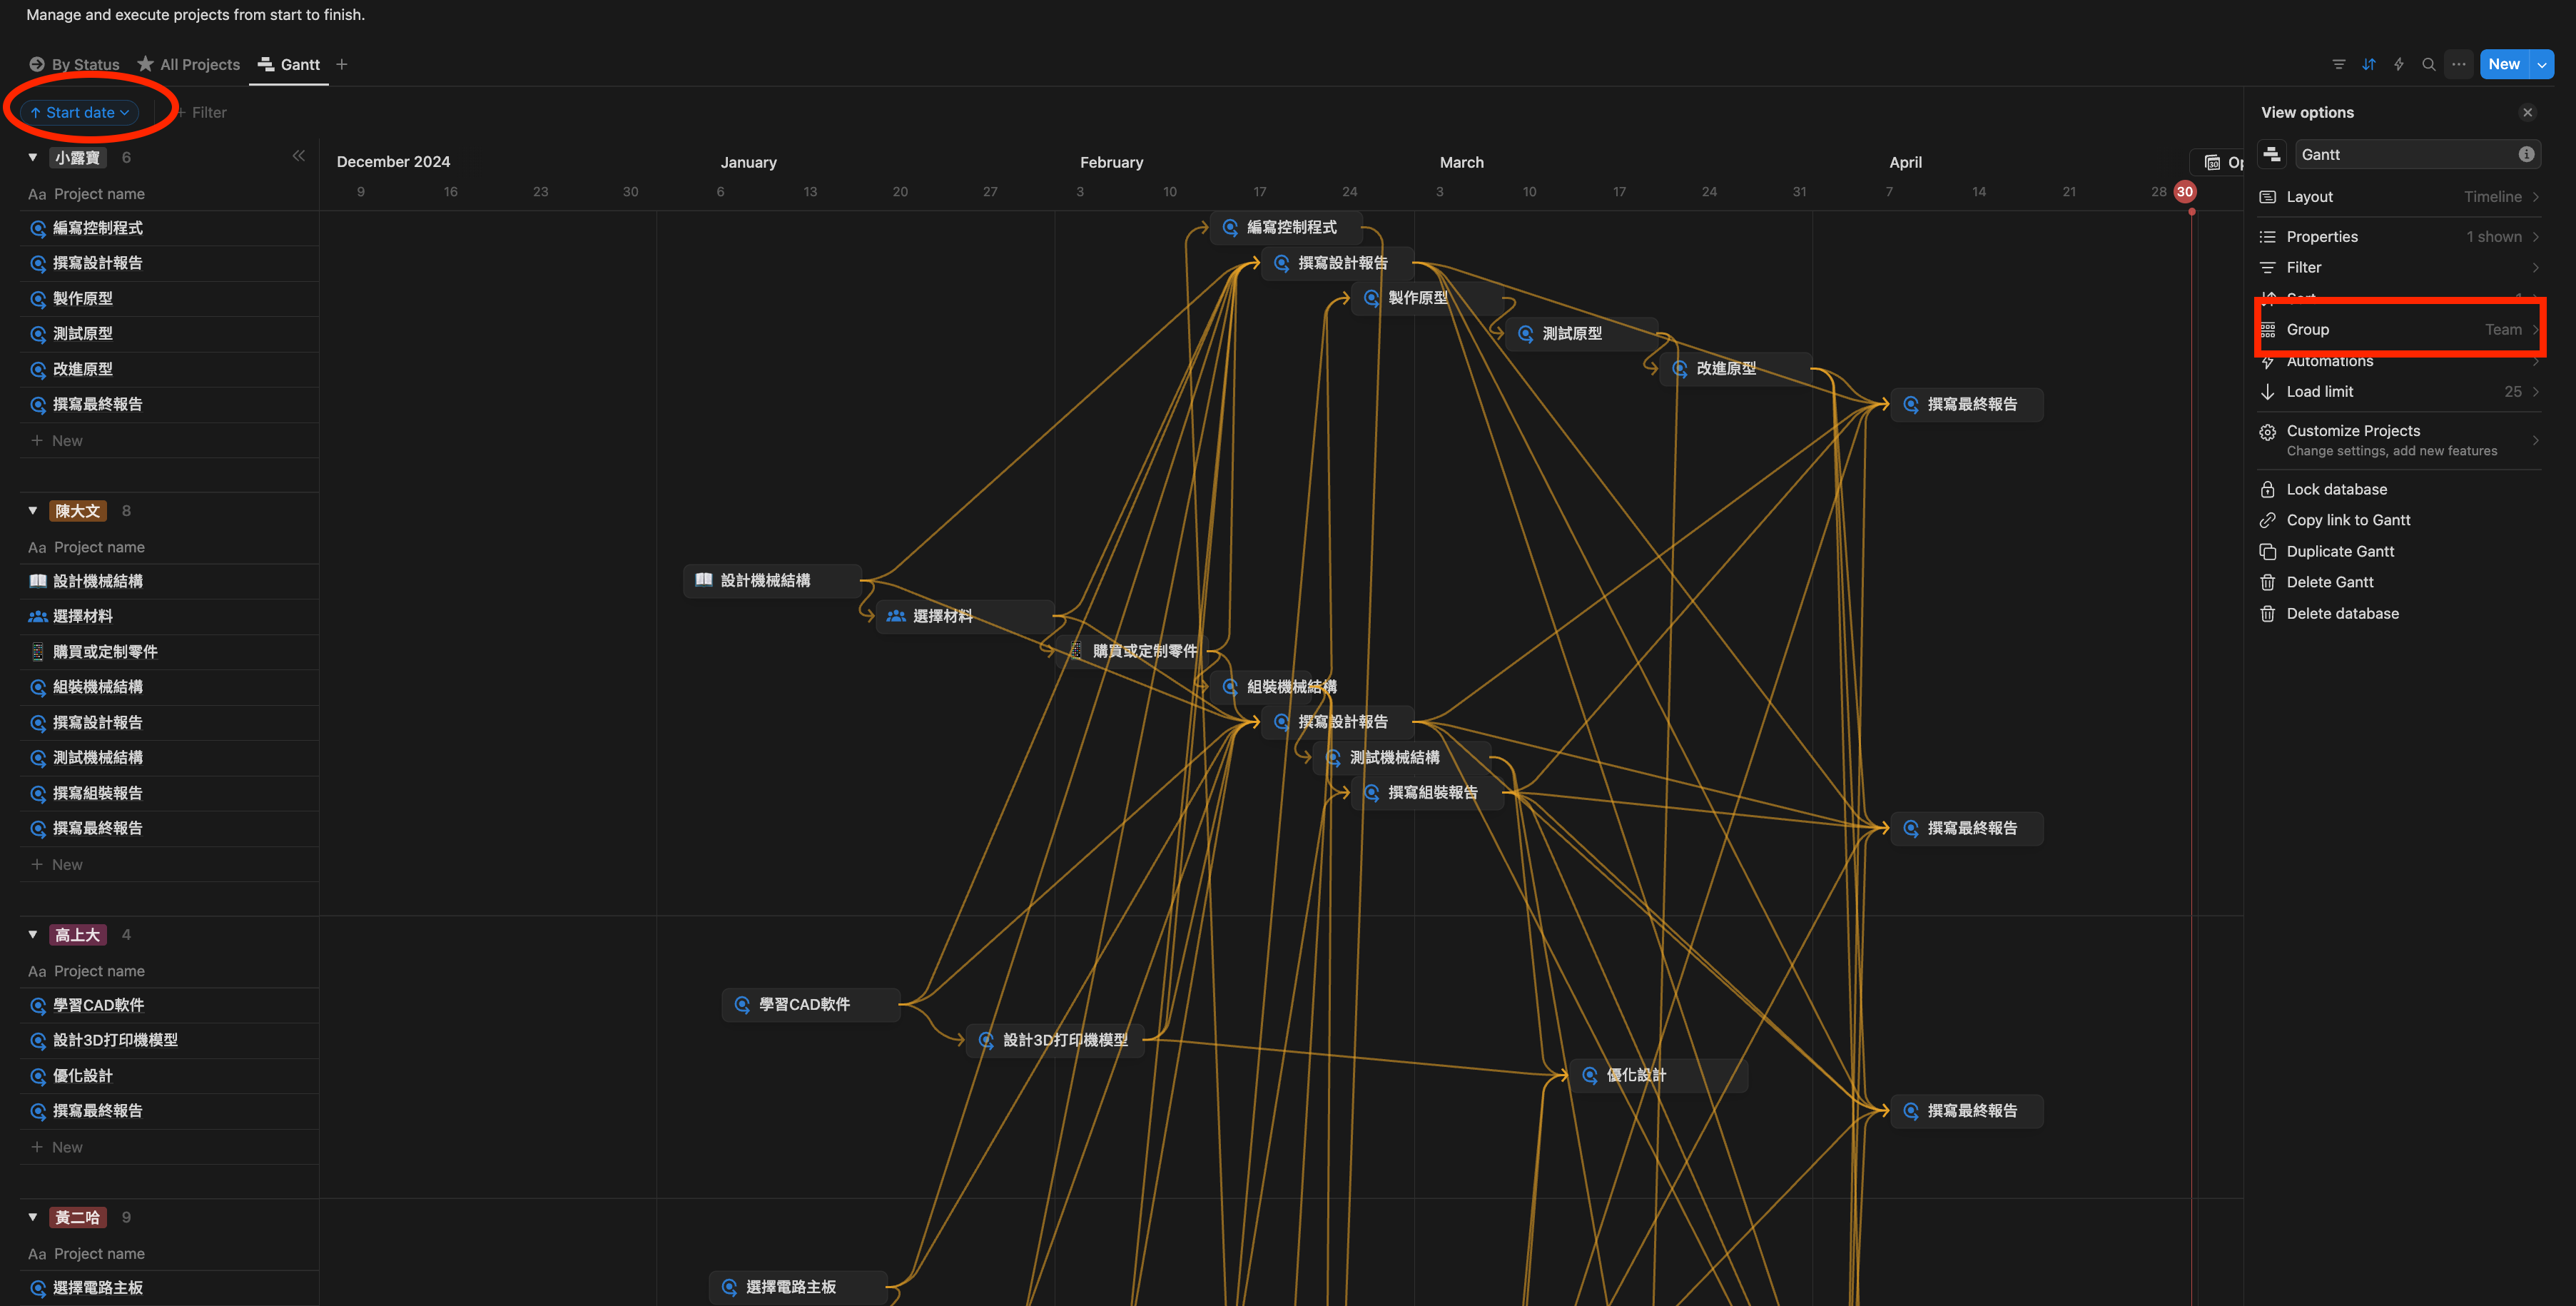 Manage and execute projects from start to finish.
By Status All Projects Gantt
New
Start date Filter
小露寶 6
Aa Project name
編寫控制程式
撰寫設計報告
製作原型
測試原型
改進原型
撰寫最終報告
New
陳大文 8
Aa Project name
設計機械結構
選擇材料
購買或定制零件
組裝機械結構
撰寫設計報告
測試機械結構
撰寫組裝報告
撰寫最終報告
New
高上大 4
Aa Project name
學習CAD軟件
設計3D打印機模型
優化設計
撰寫最終報告
New
黃二哈 9
Aa Project name
選擇電路主板
December 2024 January February March April
9 16 23 30 6 13 20 27 3 10 17 24 3 10 17 24 31 7 14 21 28 30
編寫控制程式
撰寫設計報告
製作原型
測試原型
改進原型
撰寫最終報告
設計機械結構
選擇材料
購買或定制零件
組裝機械結構
撰寫設計報告
測試機械結構
撰寫組裝報告
撰寫最終報告
學習CAD軟件
設計3D打印機模型
優化設計
撰寫最終報告
選擇電路主板
View options
Gantt
Layout Timeline
Properties 1 shown
Filter
Sort 1
Group Team
Automations
Load limit 25
Customize Projects
Change settings, add new features
Lock database
Copy link to Gantt
Duplicate Gantt
Delete Gantt
Delete database